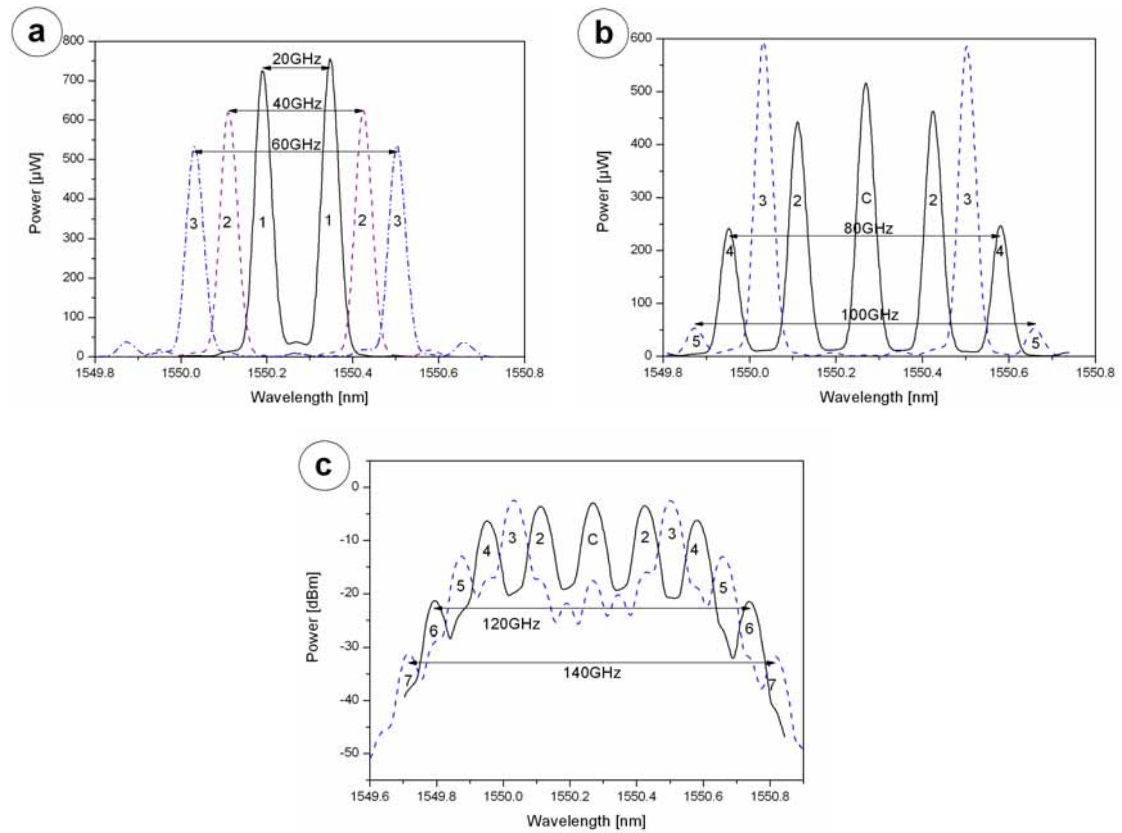 a
800
700
600
500
400
300
200
100
0
Power [µW]
20GHz
40GHz
60GHz
3 2 1 1 2 3
1549.8 1550.0 1550.2 1550.4 1550.6 1550.8
Wavelength [nm]
b
600
500
400
300
200
100
0
Power [µW]
3 2 C 2 3
4 80GHz 4
5 100GHz 5
1549.8 1550.0 1550.2 1550.4 1550.6 1550.8
Wavelength [nm]
c
0
-10
-20
-30
-40
-50
Power [dBm]
4 3 2 C 2 3 4
5 5
6 120GHz 6
7 140GHz 7
1549.6 1549.8 1550.0 1550.2 1550.4 1550.6 1550.8
Wavelength [nm]